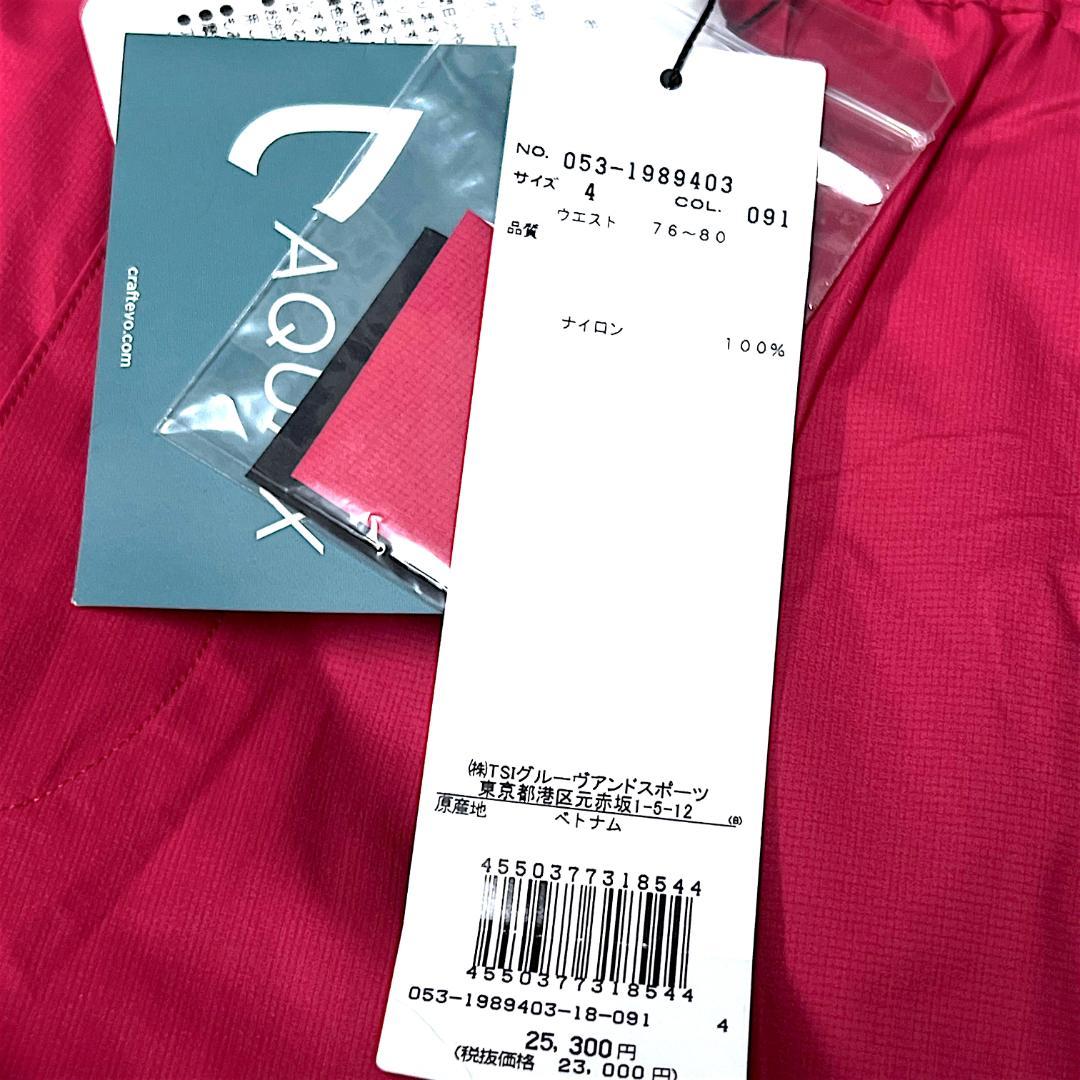 AQU X
craftevo.com
NO. 053-1989403
サイズ 4 COL. 091
ウエスト 76～80
品質
ナイロン 100%
㈱TSIグルーヴアンドスポーツ
東京都港区元赤坂1-5-12
原産地 ベトナム (B)
4550377318544
4550377318544
053-1989403-18-091 4
25,300円
(税抜価格 23,000円)